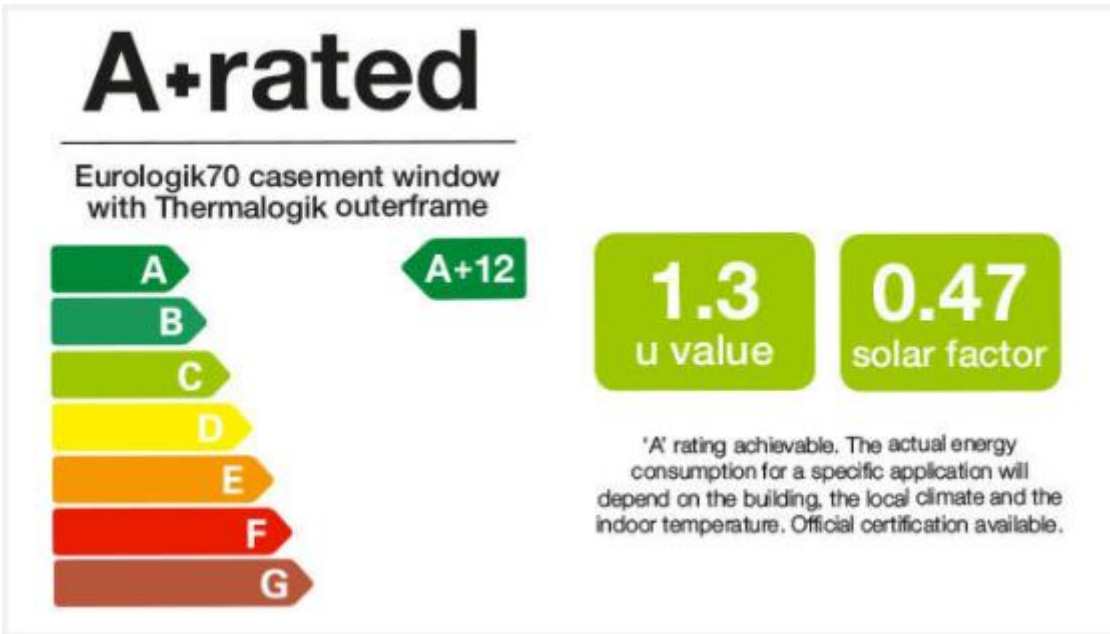 A+rated
Eurologik70 casement window
with Thermalogik outerframe
A
A+12
B
C
D
E
F
G
1.3
u value
0.47
solar factor
'A' rating achievable. The actual energy
consumption for a specific application will
depend on the building, the local climate and the
indoor temperature. Official certification available.